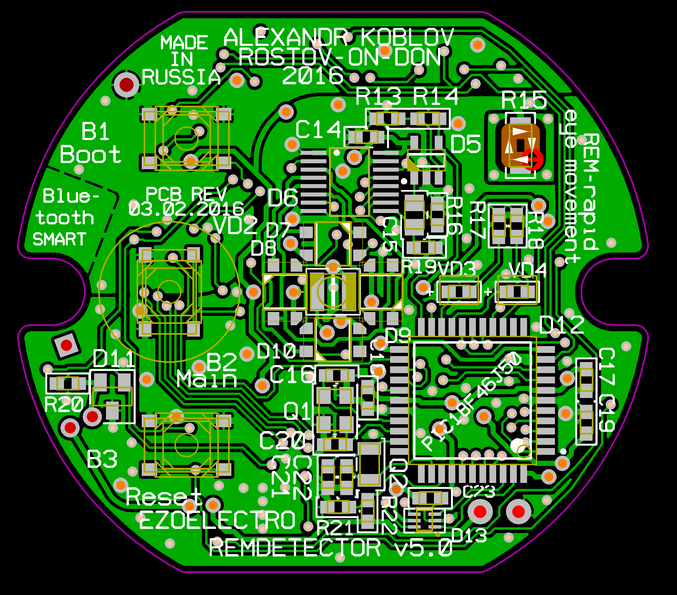 ALEXANDR KOBLOV
ROSTOV-ON-DON
2016
MADE
IN
RUSSIA
R13 R14
R15
C14
D5
B1
Boot
REM-rapid
eye movement
Blue-
tooth
SMART
PCB REV
03.02.2016
VD2
D6
D7
D8
C15
R16
R17
R18
R19
VD3
VD4
D9
D10
D11
D12
R20
B2
Main
C16
Q1
PIC18F46J50
C17
C19
C20
C21
C22
Q2
B3
Reset
EZOELECTRO
R21
R22
C23
D13
REMDETECTOR v5.0